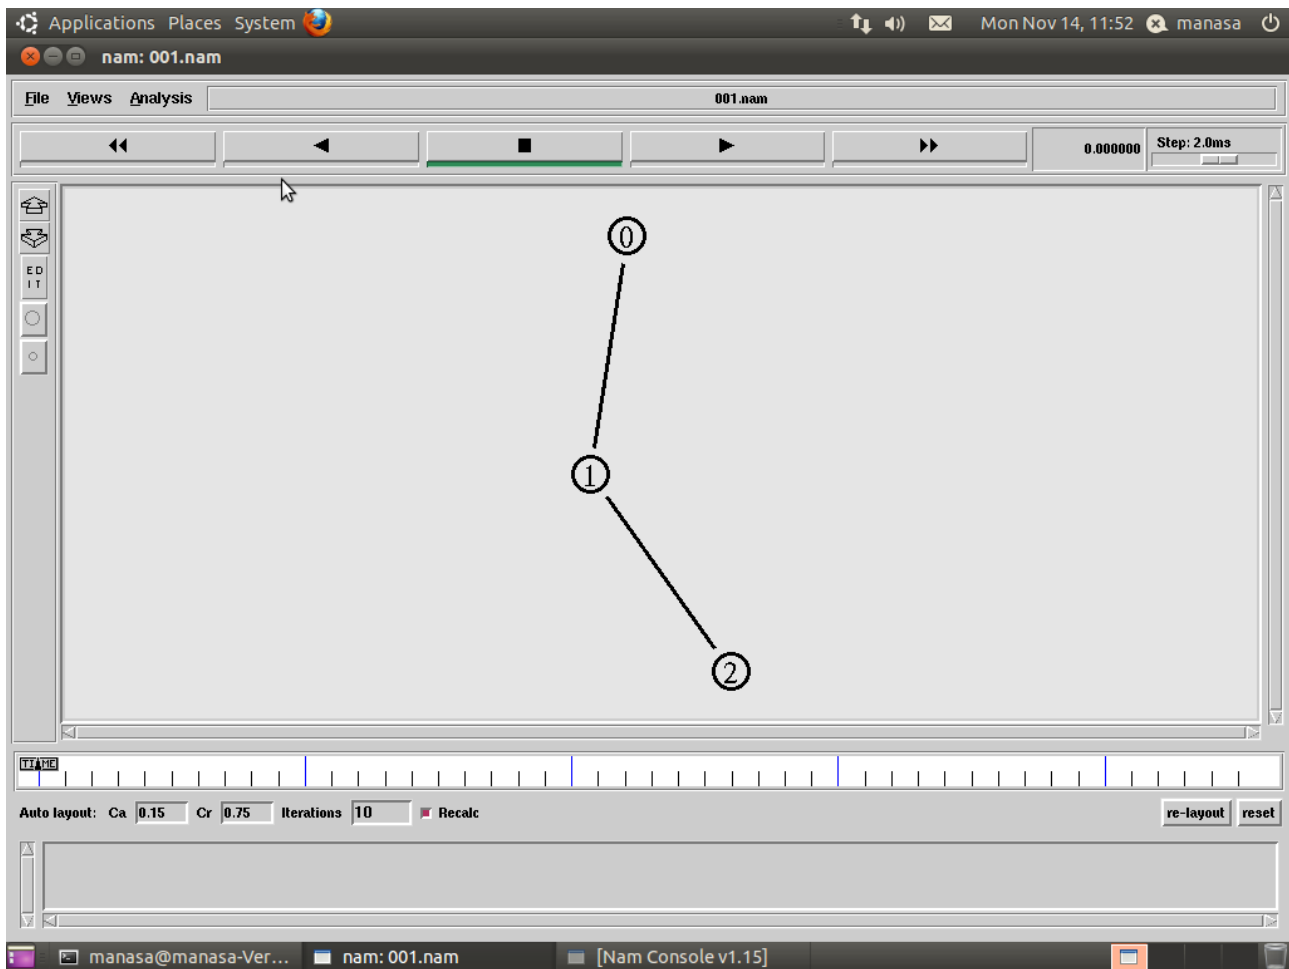 Applications Places System Mon Nov 14, 11:52 manasa
nam: 001.nam
File Views Analysis 001.nam
0.000000 Step: 2.0ms
0
E D
I T
1
2
TIME
Auto layout: Ca 0.15 Cr 0.75 Iterations 10 Recalc re-layout reset
manasa@manasa-Ver... nam: 001.nam [Nam Console v1.15]